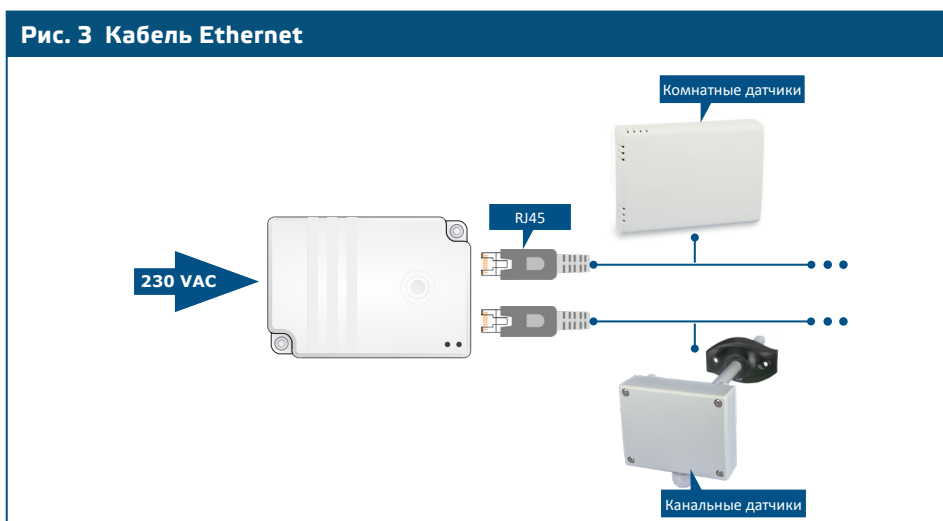 Рис. 3 Кабель Ethernet
Комнатные датчики
RJ45
230 VAC
Канальные датчики